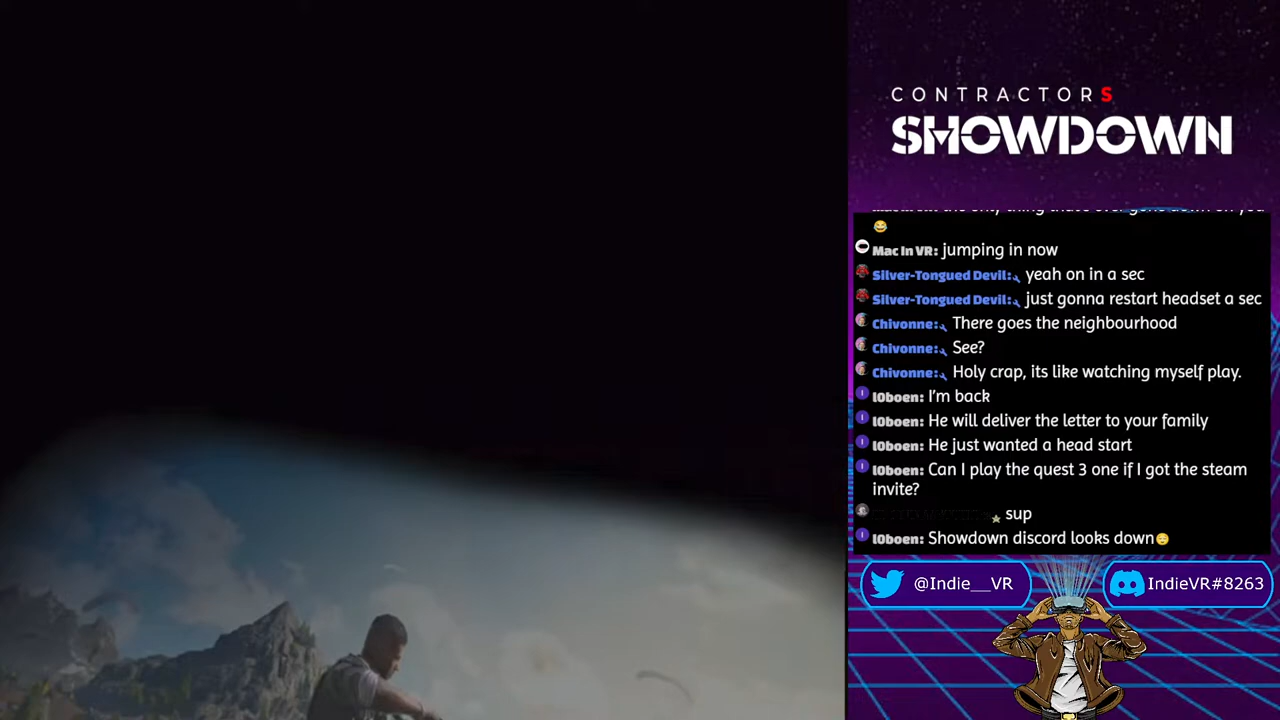 CONTRACTORS
SHOWDOWN
😂
Mac In VR: jumping in now
Silver-Tongued Devil: yeah on in a sec
Silver-Tongued Devil: just gonna restart headset a sec
Chivonne: There goes the neighbourhood
Chivonne: See?
Chivonne: Holy crap, its like watching myself play.
l0boen: I'm back
l0boen: He will deliver the letter to your family
l0boen: He just wanted a head start
l0boen: Can I play the quest 3 one if I got the steam
invite?
sup
l0boen: Showdown discord looks down😳
@Indie__VR
IndieVR#8263